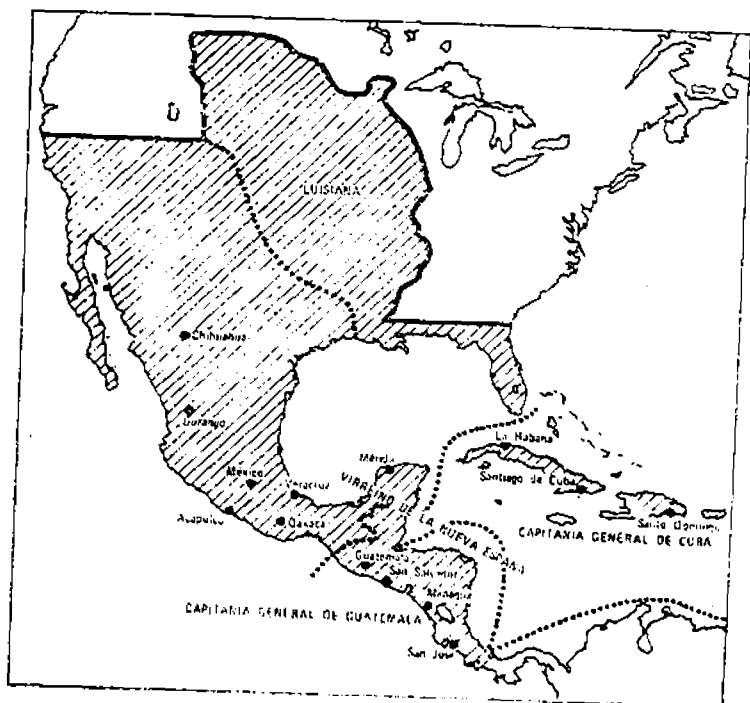 LUISIANA
Chihuahua
Durango
La Habana
Mérida
México
Veracruz
Santiago de Cuba
VIRREINO DE LA NUEVA ESPAÑA
Acapulco
Oaxaca
Santo Domingo
CAPITANIA GENERAL DE CUBA
Guatemala
San Salvador
Managua
CAPITANIA GENERAL DE GUATEMALA
San José